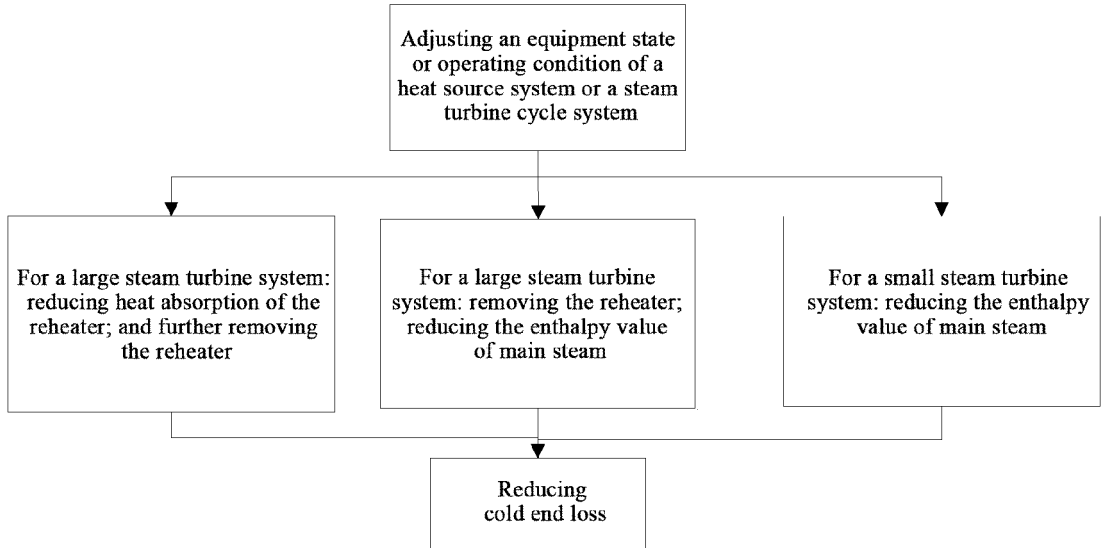 Adjusting an equipment state
or operating condition of a
heat source system or a steam
turbine cycle system
For a large steam turbine system:
reducing heat absorption of the
reheater; and further removing
the reheater
For a large steam turbine
system: removing the reheater;
reducing the enthalpy value
of main steam
For a small steam turbine
system: reducing the enthalpy
value of main steam
Reducing
cold end loss